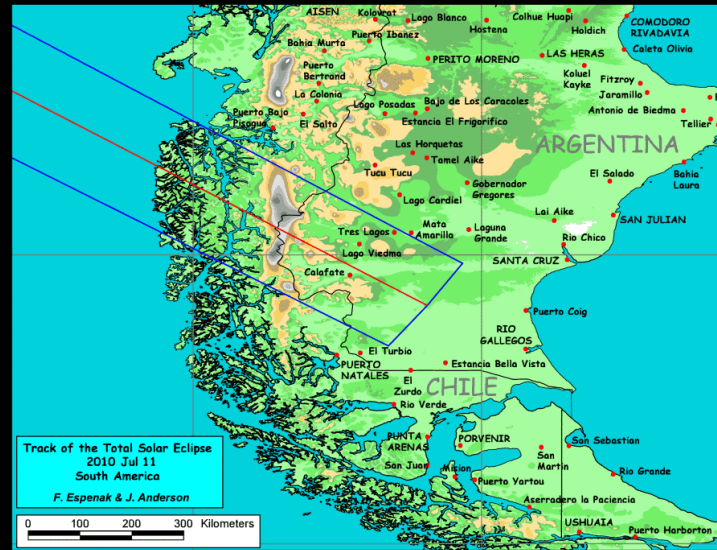 AISEN
Kolovrat
Lago Blanco
Colhue Huapi
Hostena
Holdich
COMODORO
RIVADAVIA
Puerto Ibanez
Bahia Murta
PERITO MORENO
LAS HERAS
Caleta Olivia
Puerto
Bertrand
Koluel
Kayke
Fitzroy
Jaramillo
La Colonia
Lago Posadas
Bajo de Los Caracoles
Puerto Bajo
Pisagua
El Salto
Estancia El Frigorifico
Antonio de Biedma
Tellier
ARGENTINA
Las Horquetas
Tamel Aike
Tucu Tucu
Bahia
Laura
El Salado
Gobernador
Gregores
Lago Cardiel
Lai Aike
SAN JULIAN
Tres Lagos
Mata
Amarilla
Laguna
Grande
Rio Chico
Lago Viedma
SANTA CRUZ
Calafate
Puerto Coig
RIO
GALLEGOS
El Turbio
PUERTO
NATALES
Estancia Bella Vista
El
Zurdo
CHILE
Rio Verde
PUNTA
ARENAS
PORVENIR
San Sebastian
San
Martin
San Juan
Mision
Puerto Yartou
Rio Grande
Aserradero la Paciencia
USHUAIA
Puerto Harborton
Track of the Total Solar Eclipse
2010 Jul 11
South America
F. Espenak & J. Anderson
0 100 200 300 Kilometers